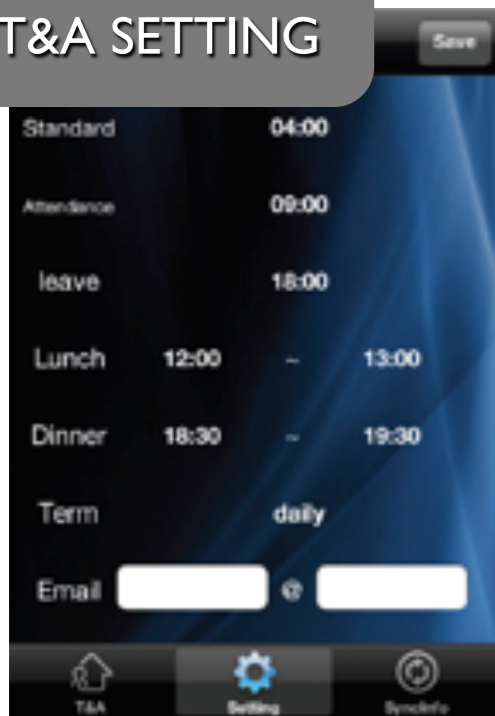 T&A SETTING
Save
Standard 04:00
Attendance 09:00
leave 18:00
Lunch 12:00 ~ 13:00
Dinner 18:30 ~ 19:30
Term daily
Email @
T&A Setting SyncInfo